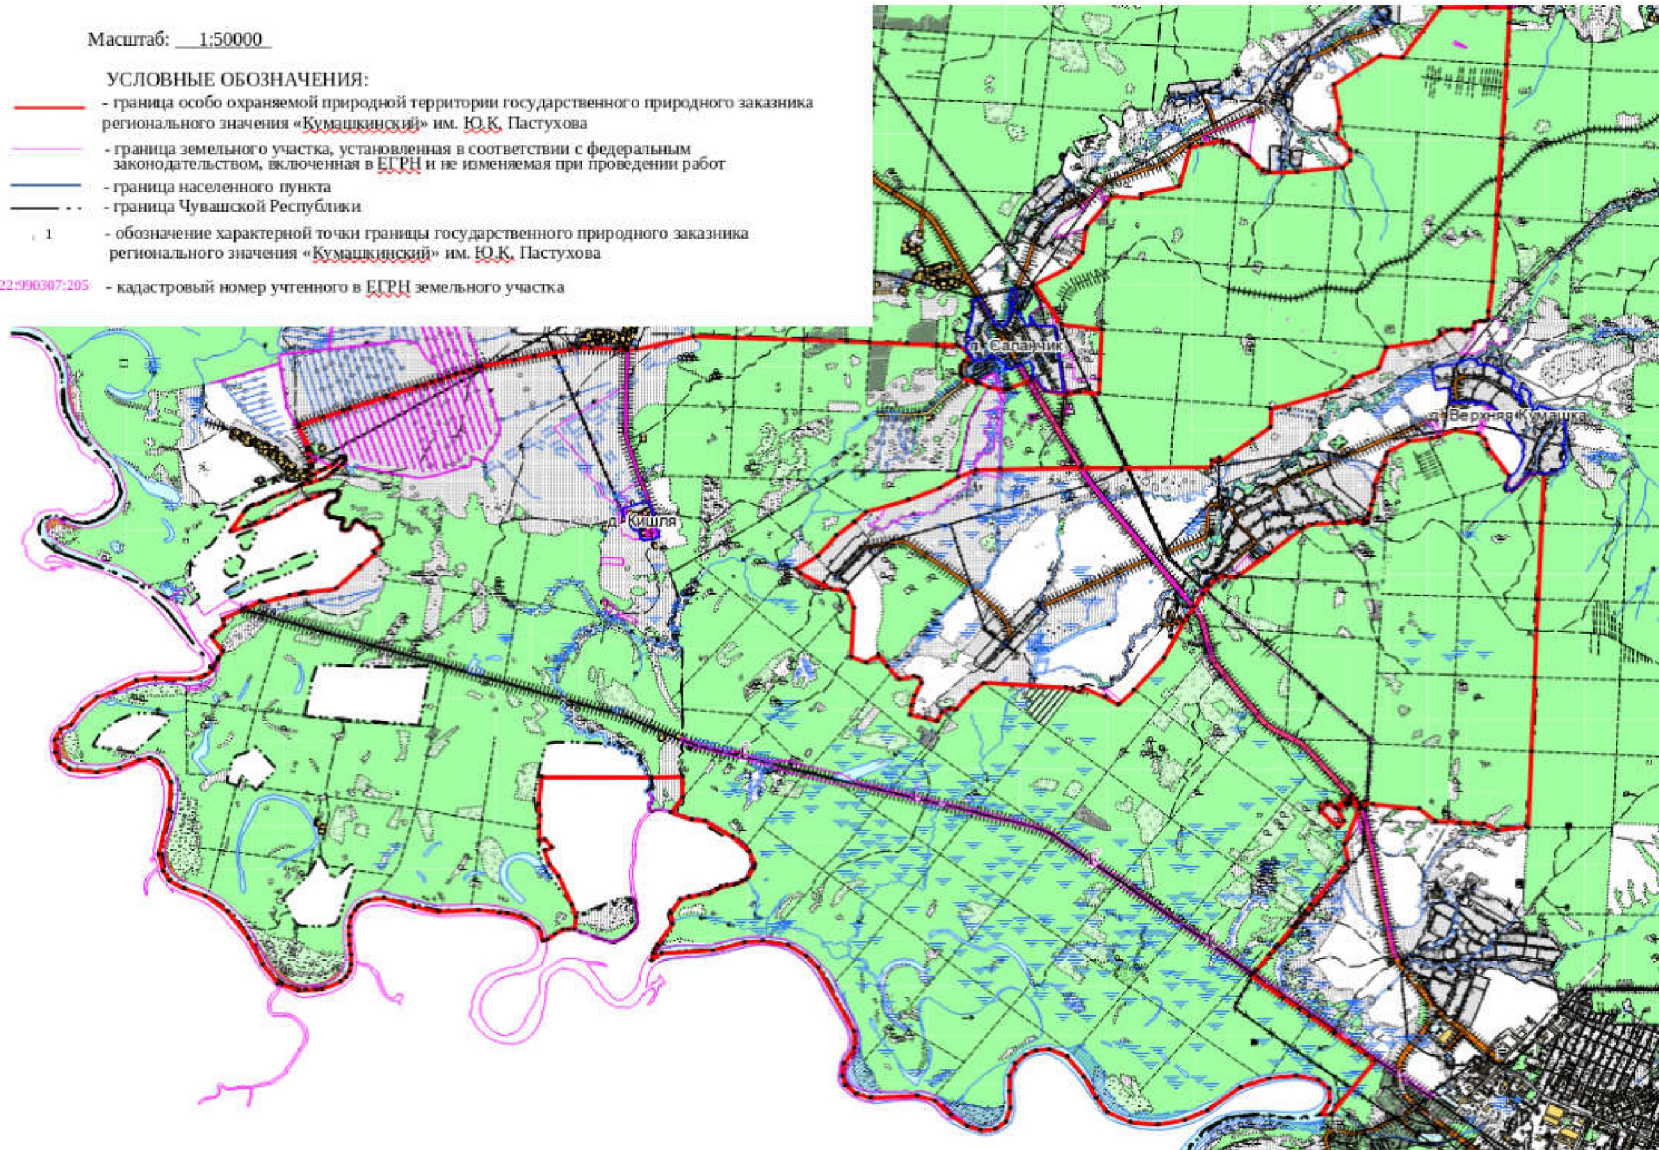 Масштаб: 1:50000
УСЛОВНЫЕ ОБОЗНАЧЕНИЯ:
- граница особо охраняемой природной территории государственного природного заказника
регионального значения «Кумашкинский» им. Ю.К. Пастухова
- граница земельного участка, установленная в соответствии с федеральным
законодательством, включенная в ЕГРН и не изменяемая при проведении работ
- граница населенного пункта
- граница Чувашской Республики
1 - обозначение характерной точки границы государственного природного заказника
регионального значения «Кумашкинский» им. Ю.К. Пастухова
22:990307:205 - кадастровый номер учтенного в ЕГРН земельного участка
п. Саланчик
д. Верхняя Кумашка
д. Кишля